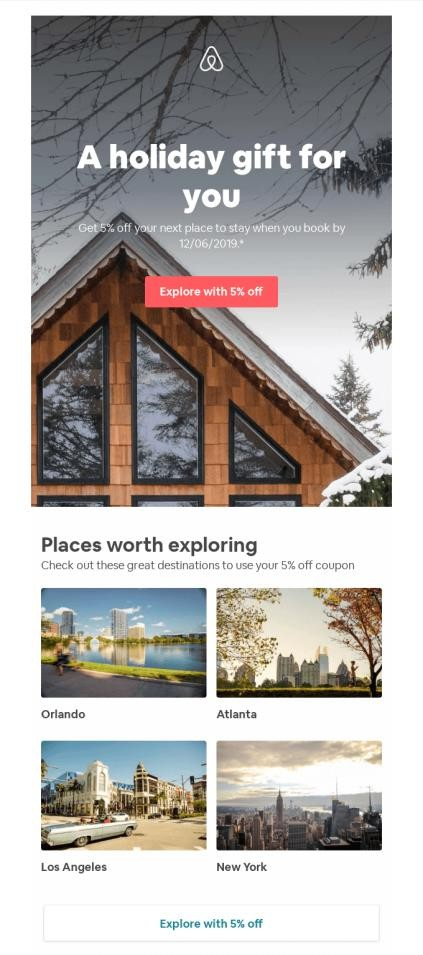 A holiday gift for
you
Get 5% off your next place to stay when you book by
12/06/2019.*
Explore with 5% off
Places worth exploring
Check out these great destinations to use your 5% off coupon
Orlando
Atlanta
Los Angeles
New York
Explore with 5% off